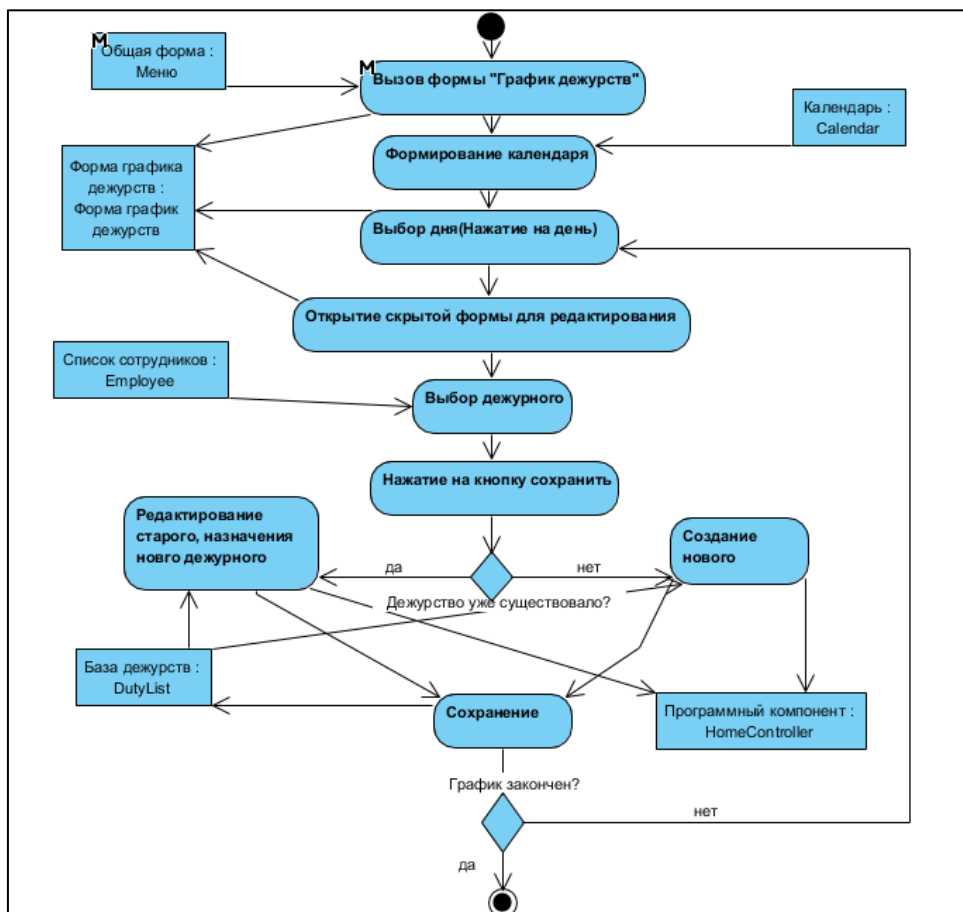 М
Общая форма :
Меню
М
Вызов формы "График дежурств"
Календарь :
Calendar
Формирование календаря
Форма графика
дежурств :
Форма график
дежурств
Выбор дня(Нажатие на день)
Открытие скрытой формы для редактирования
Список сотрудников :
Employee
Выбор дежурного
Нажатие на кнопку сохранить
Редактирование
старого, назначения
новго дежурного
Создание
нового
да
нет
Дежурство уже существовало?
База дежурств :
DutyList
Сохранение
Программный компонент :
HomeController
График закончен?
нет
да